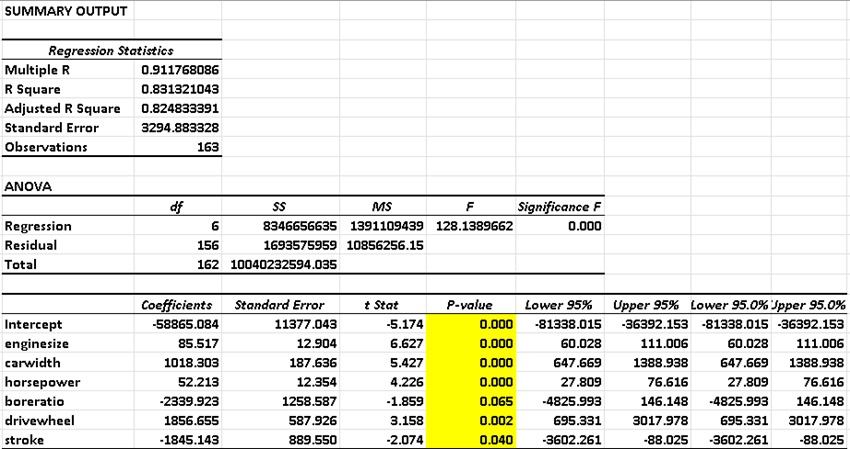 SUMMARY OUTPUT
Regression Statistics
Multiple R 0.911768086
R Square 0.831321043
Adjusted R Square 0.824833391
Standard Error 3294.883328
Observations 163
ANOVA
df SS MS F Significance F
Regression 6 8346656635 1391109439 128.1389662 0.000
Residual 156 1693575959 10856256.15
Total 162 10040232594.035
Coefficients Standard Error t Stat P-value Lower 95% Upper 95% Lower 95.0% Upper 95.0%
Intercept -58865.084 11377.043 -5.174 0.000 -81338.015 -36392.153 -81338.015 -36392.153
enginesize 85.517 12.904 6.627 0.000 60.028 111.006 60.028 111.006
carwidth 1018.303 187.636 5.427 0.000 647.669 1388.938 647.669 1388.938
horsepower 52.213 12.354 4.226 0.000 27.809 76.616 27.809 76.616
boreratio -2339.923 1258.587 -1.859 0.065 -4825.993 146.148 -4825.993 146.148
drivewheel 1856.655 587.926 3.158 0.002 695.331 3017.978 695.331 3017.978
stroke -1845.143 889.550 -2.074 0.040 -3602.261 -88.025 -3602.261 -88.025